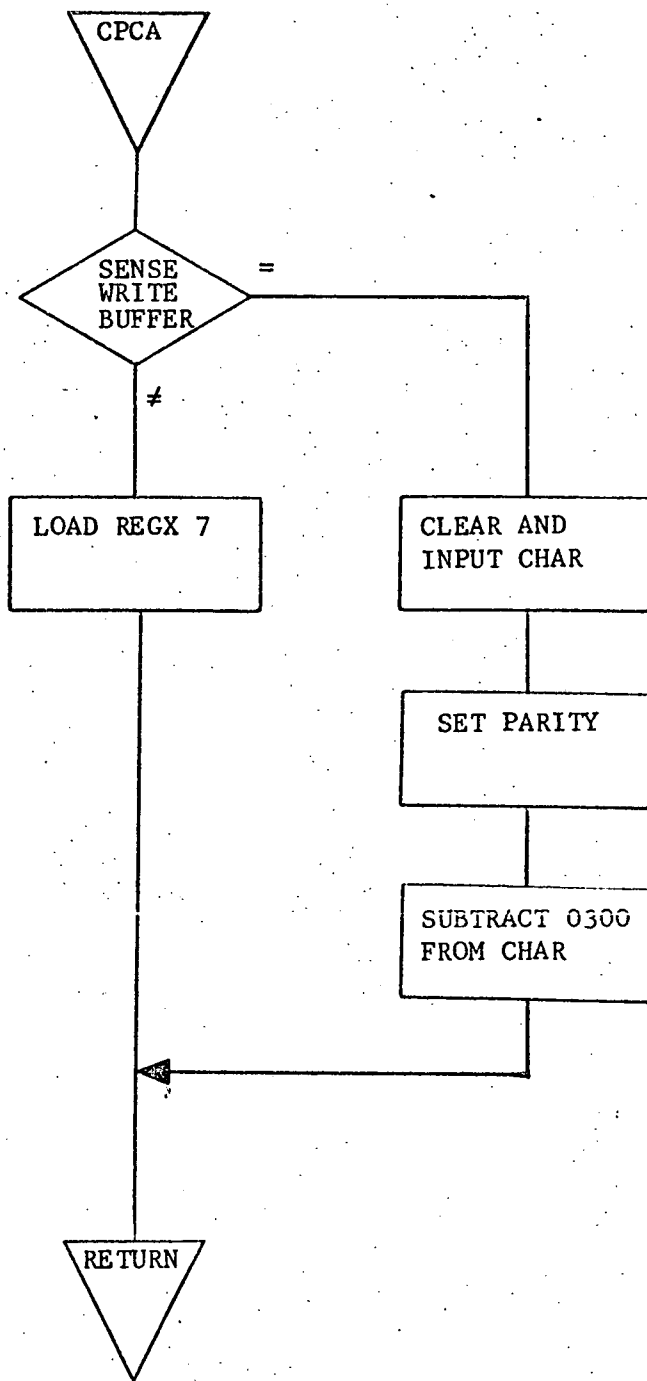 CPCA
SENSE
WRITE
BUFFER
=
≠
LOAD REGX 7
CLEAR AND
INPUT CHAR
SET PARITY
SUBTRACT 0300
FROM CHAR
RETURN